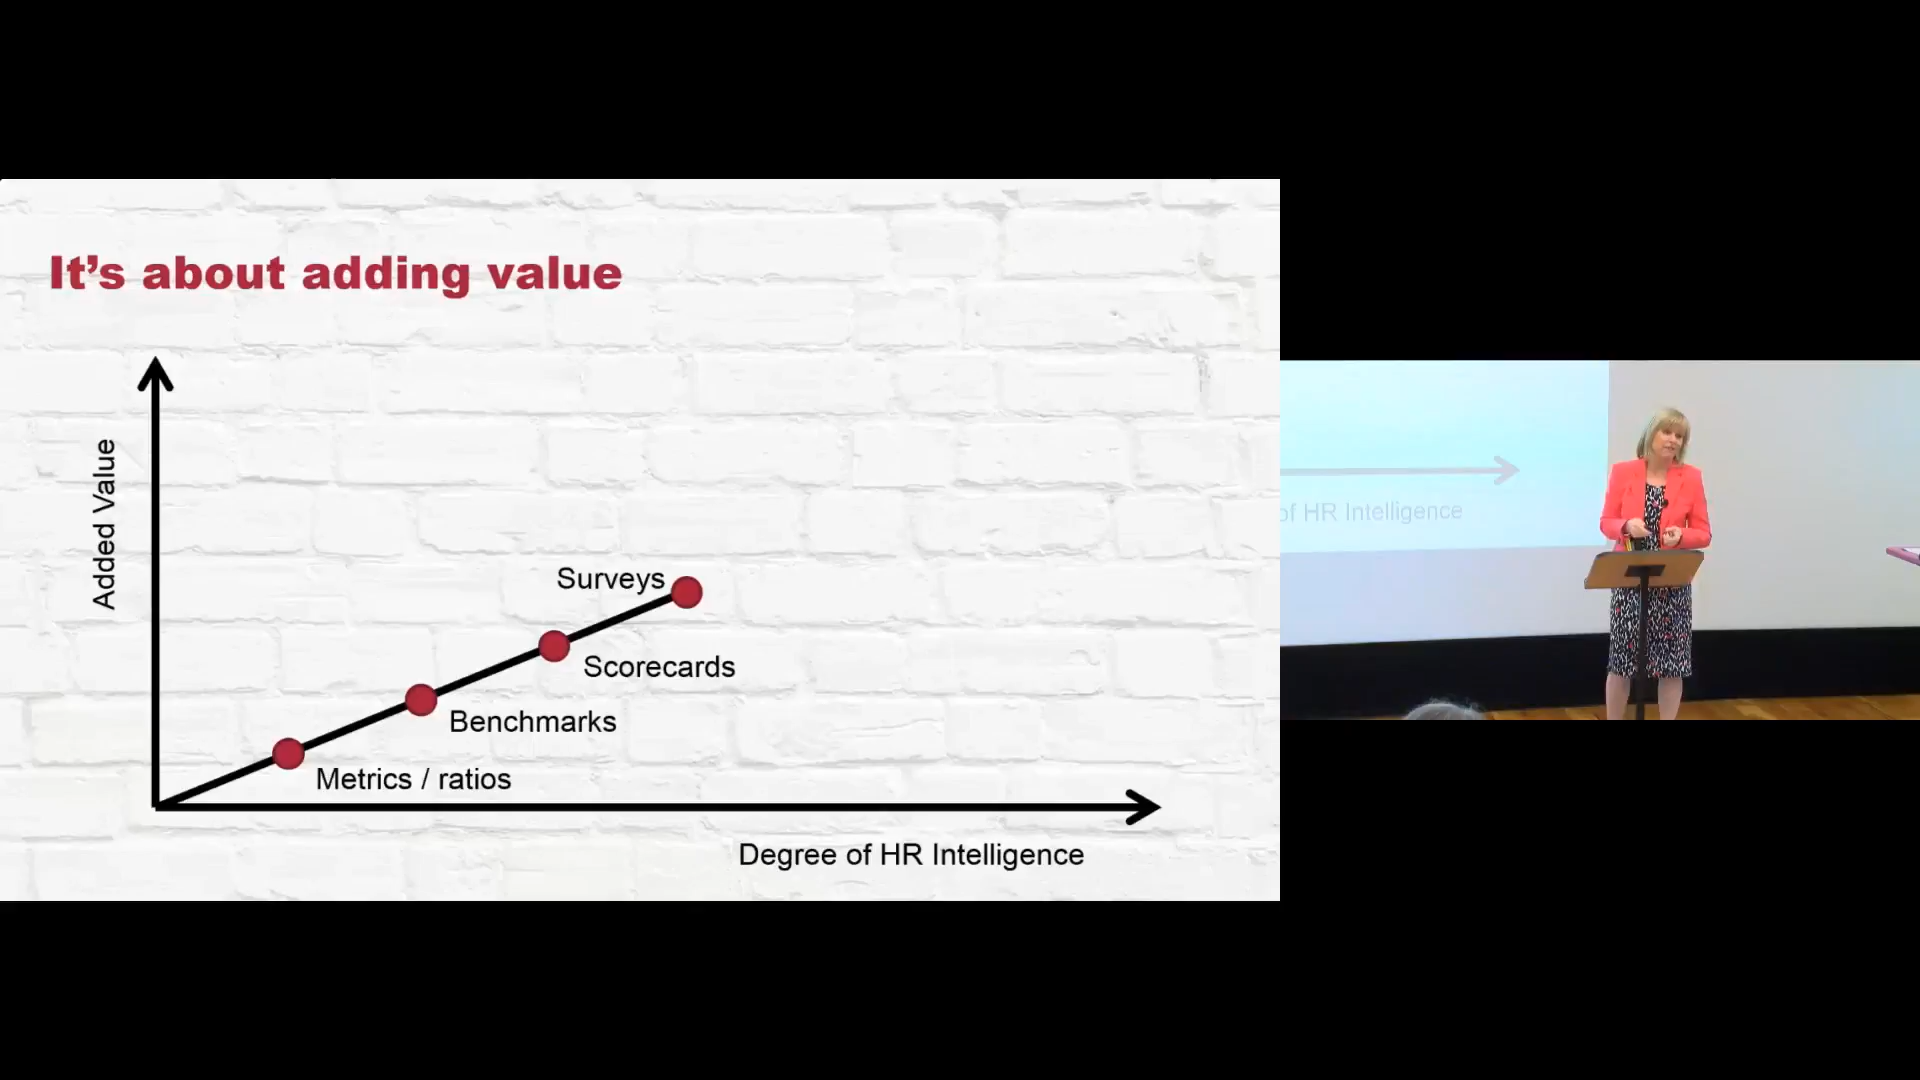 It's about adding value
Added Value
Surveys
Scorecards
Benchmarks
Metrics / ratios
Degree of HR Intelligence
of HR Intelligence